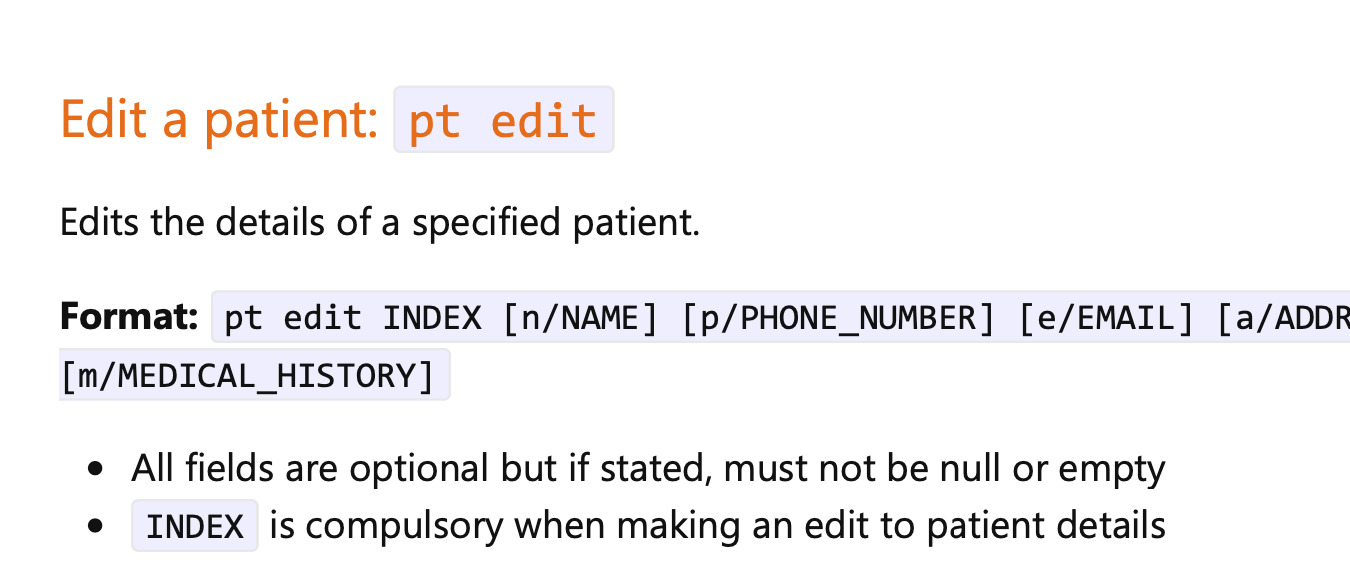 Edit a patient: pt edit
Edits the details of a specified patient.
Format: pt edit INDEX [n/NAME] [p/PHONE_NUMBER] [e/EMAIL] [a/ADDR
[m/MEDICAL_HISTORY]
• All fields are optional but if stated, must not be null or empty
• INDEX is compulsory when making an edit to patient details